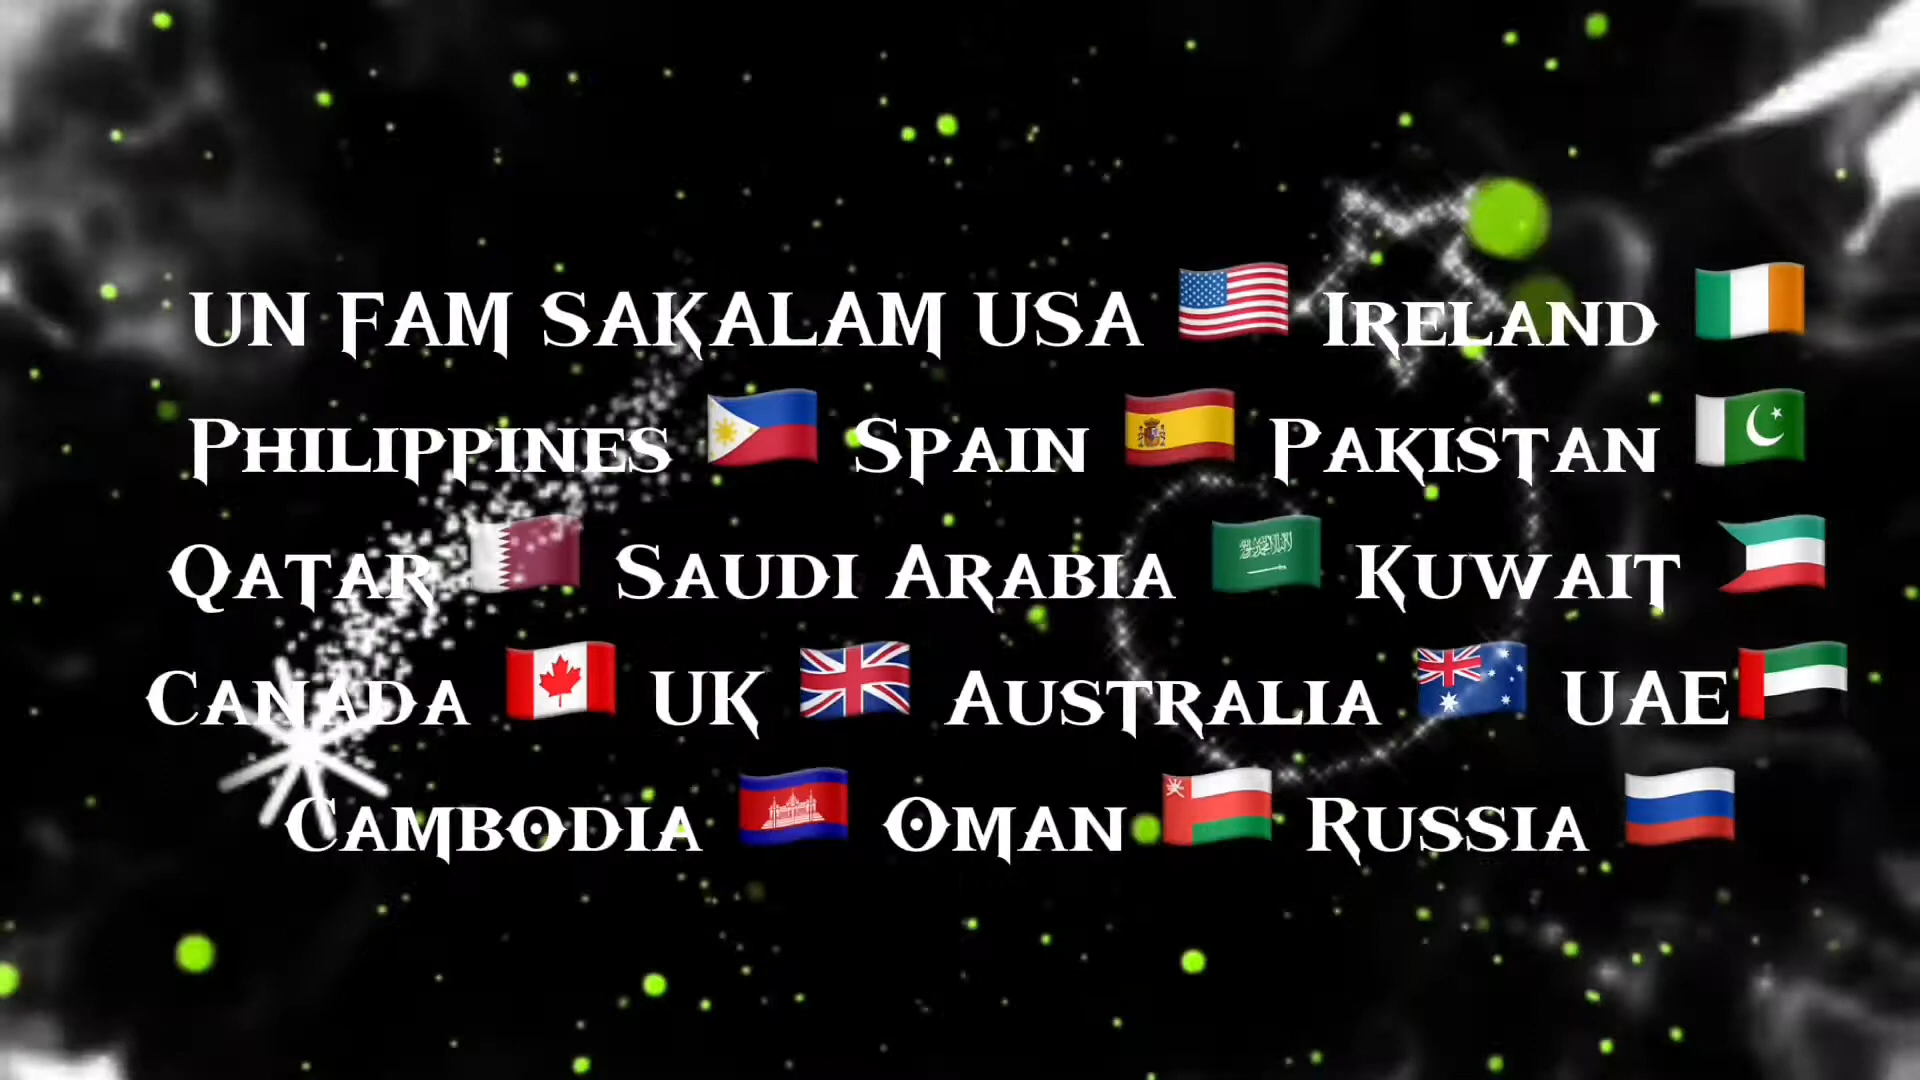 UN FAM SAKALAM USA 🇺🇸 Ireland 🇮🇪
Philippines 🇵🇭 Spain 🇪🇸 Pakistan 🇵🇰
Qatar 🇶🇦 Saudi Arabia 🇸🇦 Kuwait 🇰🇼
Canada 🇨🇦 UK 🇬🇧 Australia 🇦🇺 UAE🇦🇪
Cambodia 🇰🇭 Oman 🇴🇲 Russia 🇷🇺